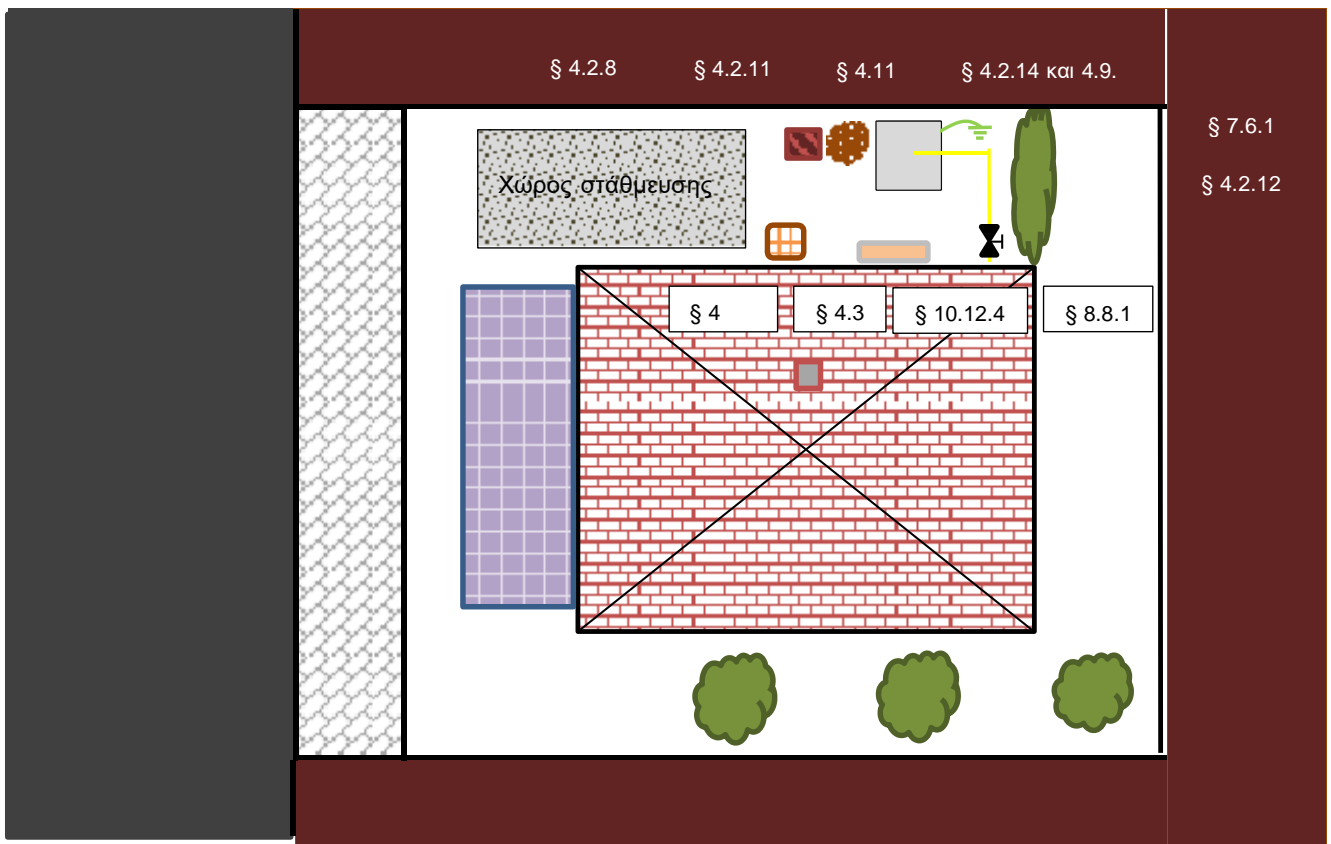 § 4.2.8 § 4.2.11 § 4.11 § 4.2.14 και 4.9.
§ 7.6.1
§ 4.2.12
Χώρος στάθμευσης
§ 4 § 4.3 § 10.12.4 § 8.8.1